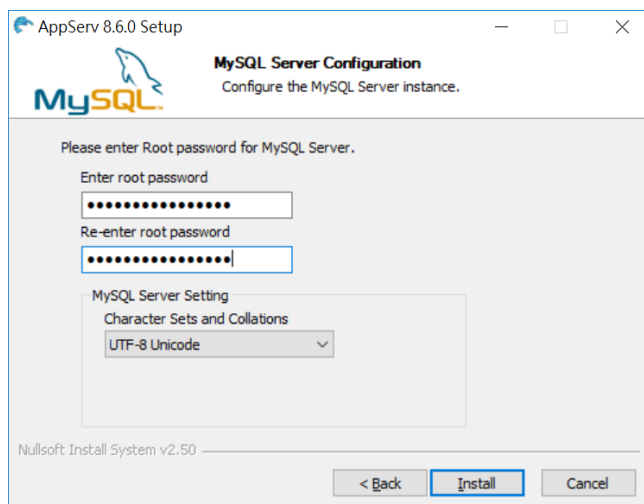 AppServ 8.6.0 Setup
MySQL Server Configuration
Configure the MySQL Server instance.
MySQL
Please enter Root password for MySQL Server.
Enter root password
••••••••••••••••
Re-enter root password
••••••••••••••••
MySQL Server Setting
Character Sets and Collations
UTF-8 Unicode
Nullsoft Install System v2.50
< Back Install Cancel